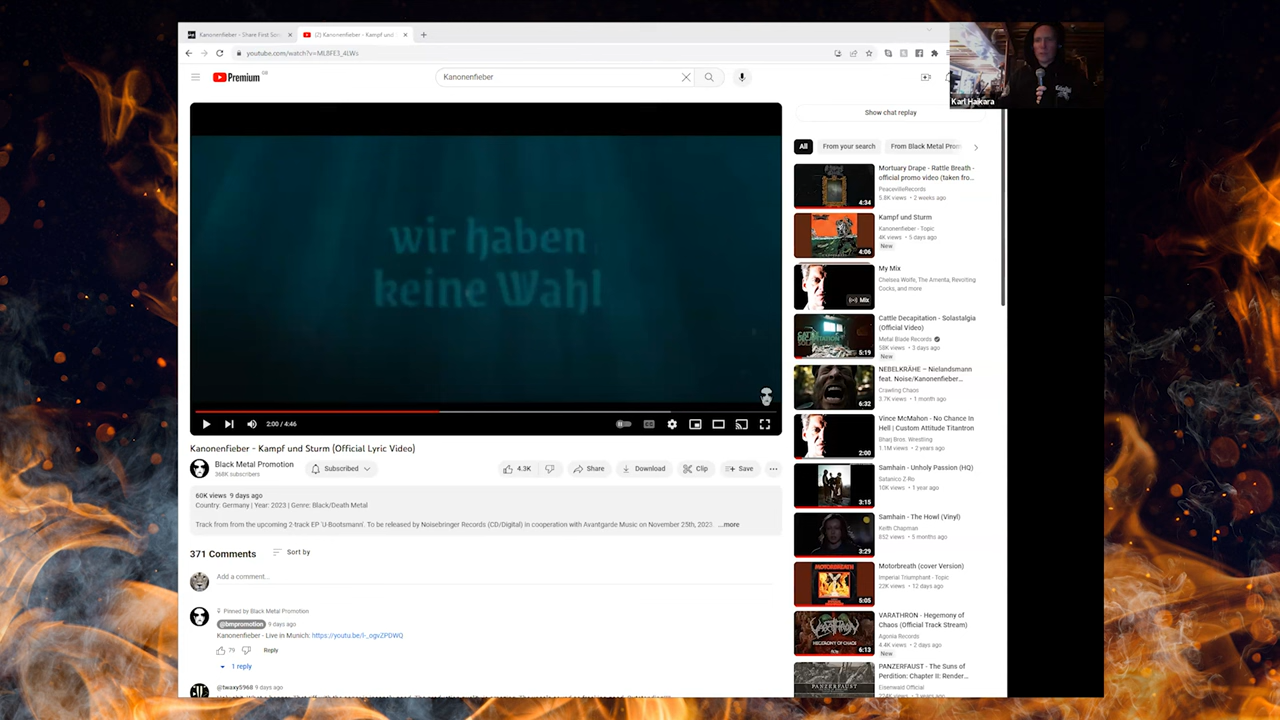 Kanonenfieber - Share First Son
(2) Kanonenfieber - Kampf und
youtube.com/watch?v=MLBFE3_4LWs
Premium
GB
Kanonenfieber
Karl Haikara
Show chat replay
All
From your search
From Black Metal Prom
wir haben
keine Wahl
2:00 / 4:46
Kanonenfieber - Kampf und Sturm (Official Lyric Video)
Black Metal Promotion
368K subscribers
Subscribed
4.3K
Share
Download
Clip
Save
60K views 9 days ago
Country: Germany | Year: 2023 | Genre: Black/Death Metal
Track from from the upcoming 2-track EP 'U-Bootsmann'. To be released by Noisebringer Records (CD/Digital) in cooperation with Avantgarde Music on November 25th, 2023 ...more
371 Comments
Sort by
Add a comment...
Pinned by Black Metal Promotion
@bmpromotion 9 days ago
Kanonenfieber - Live in Munich: https://youtu.be/i-_ogvZPDWQ
79
Reply
1 reply
@twaxy5968 9 days ago
Mortuary Drape - Rattle Breath -
official promo video (taken fro...
PeacevilleRecords
5.8K views • 2 weeks ago
4:34
Kampf und Sturm
Kanonenfieber - Topic
4K views • 5 days ago
New
4:06
My Mix
Chelsea Wolfe, The Amenta, Revolting
Cocks, and more
Mix
Cattle Decapitation - Solastalgia
(Official Video)
Metal Blade Records
58K views • 3 days ago
New
5:19
NEBELKRÄHE – Nielandsmann
feat. Noise/Kanonenfieber...
Crawling Chaos
3.7K views • 1 month ago
6:32
Vince McMahon - No Chance In
Hell | Custom Attitude Titantron
Bharj Bros. Wrestling
1.1M views • 2 years ago
2:00
Samhain - Unholy Passion (HQ)
Satanico Z-Ro
10K views • 1 year ago
3:15
Samhain - The Howl (Vinyl)
Keith Chapman
852 views • 5 months ago
3:29
Motorbreath (cover Version)
Imperial Triumphant - Topic
22K views • 12 days ago
MOTORBREATH
5:05
VARATHRON - Hegemony of
Chaos (Official Track Stream)
Agonia Records
4.4K views • 2 days ago
New
6:13
PANZERFAUST - The Suns of
Perdition: Chapter II: Render...
Eisenwald Official
PANZERFAUST